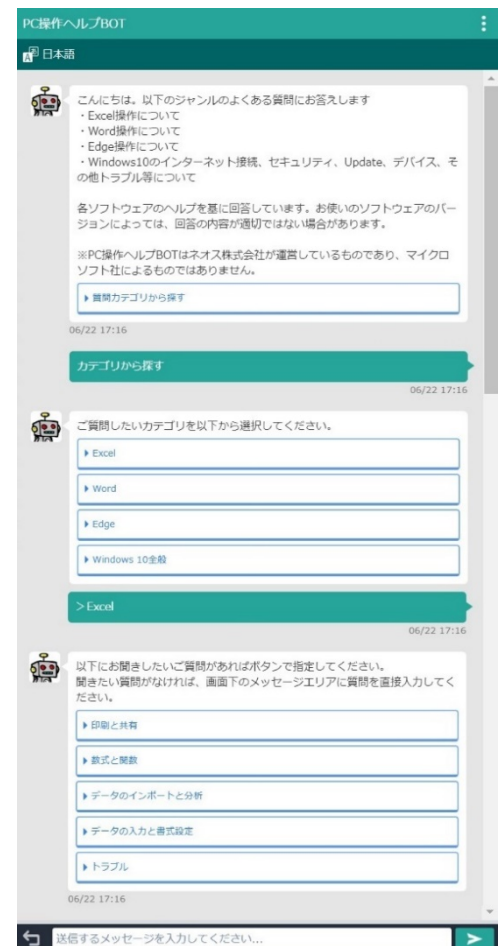 PC操作ヘルプBOT
日本語
こんにちは。以下のジャンルのよくある質問にお答えします
・Excel操作について
・Word操作について
・Edge操作について
・Windows10のインターネット接続、セキュリティ、Update、デバイス、そ
の他トラブル等について
各ソフトウェアのヘルプを基に回答しています。お使いのソフトウェアのバー
ジョンによっては、回答の内容が適切ではない場合があります。
※PC操作ヘルプBOTはネオス株式会社が運営しているものであり、マイクロ
ソフト社によるものではありません。
質問カテゴリから探す
06/22 17:16
カテゴリから探す
06/22 17:16
ご質問したいカテゴリを以下から選択してください。
Excel
Word
Edge
Windows 10全般
>Excel
06/22 17:16
以下にお聞きしたいご質問があればボタンで指定してください。
聞きたい質問がなければ、画面下のメッセージエリアに質問を直接入力してく
ださい。
印刷と共有
数式と関数
データのインポートと分析
データの入力と書式設定
トラブル
06/22 17:16
送信するメッセージを入力してください...